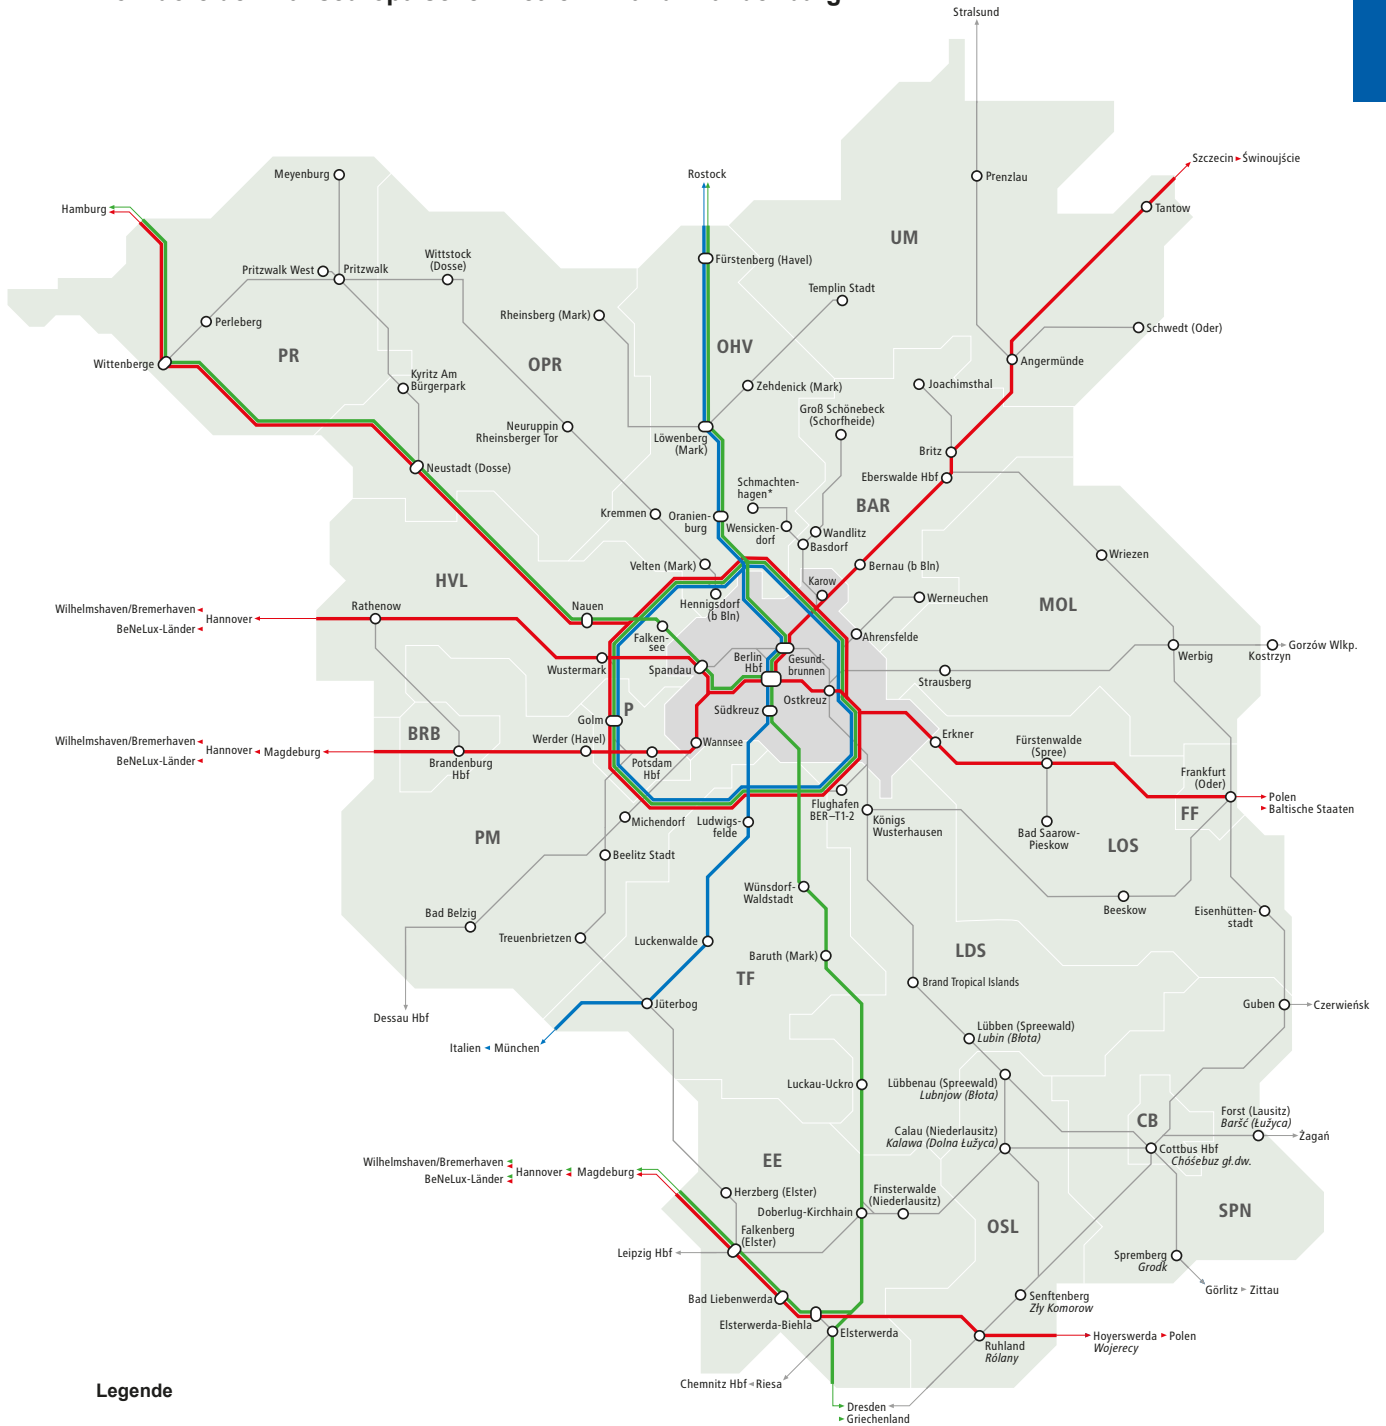 Stralsund
Szczecin ► Świnoujście
Meyenburg
Rostock
Prenzlau
Hamburg
Tantow
UM
Wittstock
(Dosse)
Pritzwalk West
Pritzwalk
Fürstenberg (Havel)
Templin Stadt
Perleberg
Rheinsberg (Mark)
Schwedt (Oder)
PR
OHV
Wittenberge
OPR
Angermünde
Kyritz Am
Bürgerpark
Zehdenick (Mark)
Joachimsthal
Groß Schönebeck
(Schorfheide)
Neuruppin
Rheinsberger Tor
Löwenberg
(Mark)
Britz
Neustadt (Dosse)
Eberswalde Hbf
Schmachten-
hagen*
BAR
Kremmen
Oranien-
burg
Wensicken-
dorf
Wandlitz
Basdorf
Wriezen
Velten (Mark)
Bernau (b Bln)
HVL
Karow
Hennigsdorf
(b Bln)
Werneuchen
MOL
Wilhelmshaven/Bremerhaven
Hannover
BeNeLux-Länder
Rathenow
Nauen
Falken-
see
Ahrensfelde
Wustermark
Spandau
Berlin
Hbf
Gesund-
brunnen
Strausberg
Werbig
Kostrzyn
Gorzów Wlkp.
Golm
P
Südkreuz
Ostkreuz
BRB
Wilhelmshaven/Bremerhaven
Hannover ◄ Magdeburg
BeNeLux-Länder
Brandenburg
Hbf
Werder (Havel)
Potsdam
Hbf
Wannsee
Erkner
Fürstenwalde
(Spree)
Frankfurt
(Oder)
Polen
Baltische Staaten
FF
Flughafen
BER–T1-2
Königs
Wusterhausen
PM
Michendorf
Ludwigs-
felde
Bad Saarow-
Pieskow
LOS
Beelitz Stadt
Wünsdorf-
Waldstadt
Beeskow
Eisenhütten-
stadt
Bad Belzig
Treuenbrietzen
Luckenwalde
Baruth (Mark)
LDS
TF
Brand Tropical Islands
Dessau Hbf
Jüterbog
Guben
Czerwieńsk
Italien ◄ München
Lübben (Spreewald)
Lubin (Błota)
Luckau-Uckro
Lübbenau (Spreewald)
Lubnjow (Błota)
CB
Forst (Lausitz)
Baršć (Łužyca)
Żagań
Calau (Niederlausitz)
Kalawa (Dolna Łužyca)
Cottbus Hbf
Chóśebuz gł.dw.
EE
Wilhelmshaven/Bremerhaven
Hannover
Magdeburg
BeNeLux-Länder
Herzberg (Elster)
Finsterwalde
(Niederlausitz)
Doberlug-Kirchhain
OSL
SPN
Falkenberg
(Elster)
Leipzig Hbf
Spremberg
Grodk
Görlitz ► Zittau
Bad Liebenwerda
Senftenberg
Zły Komorow
Elsterwerda-Biehla
Elsterwerda
Ruhland
Rólany
Hoyerswerda ► Polen
Wojerecy
Legende
Chemnitz Hbf ◄ Riesa
Dresden
Griechenland